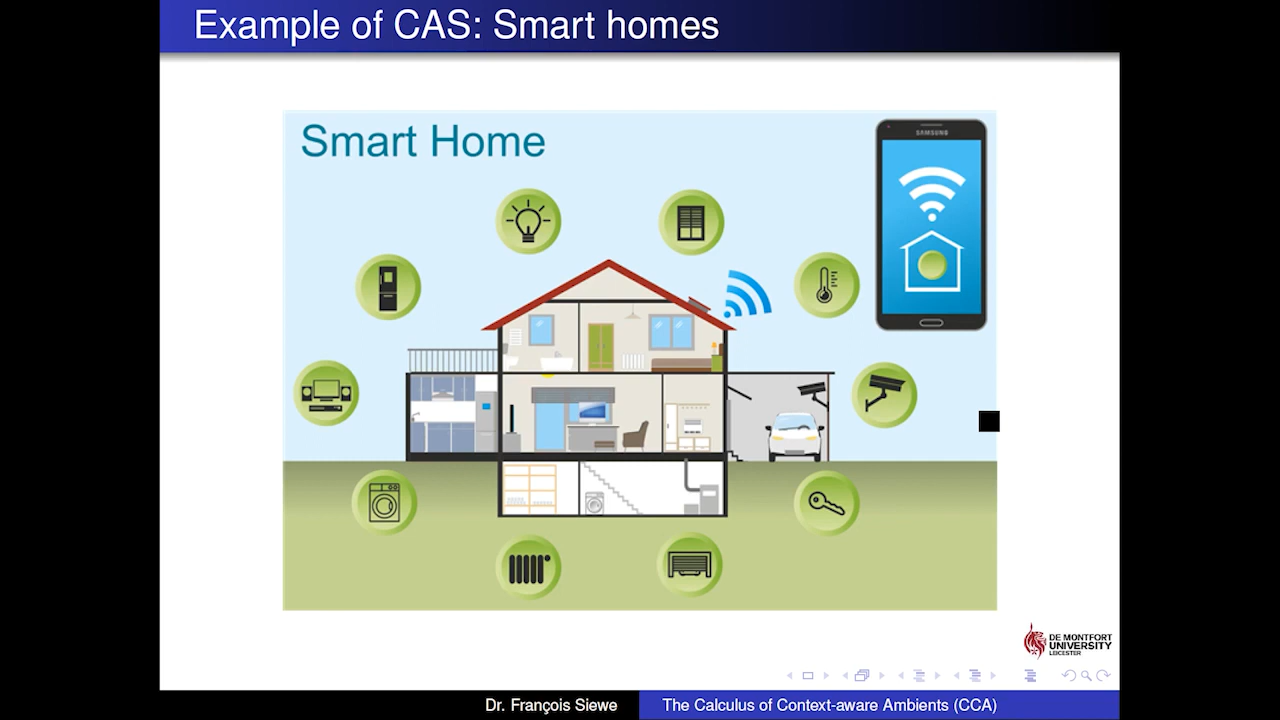 Example of CAS: Smart homes
Smart Home
SAMSUNG
DE MONTFORT
UNIVERSITY
LEICESTER
Dr. François Siewe
The Calculus of Context-aware Ambients (CCA)